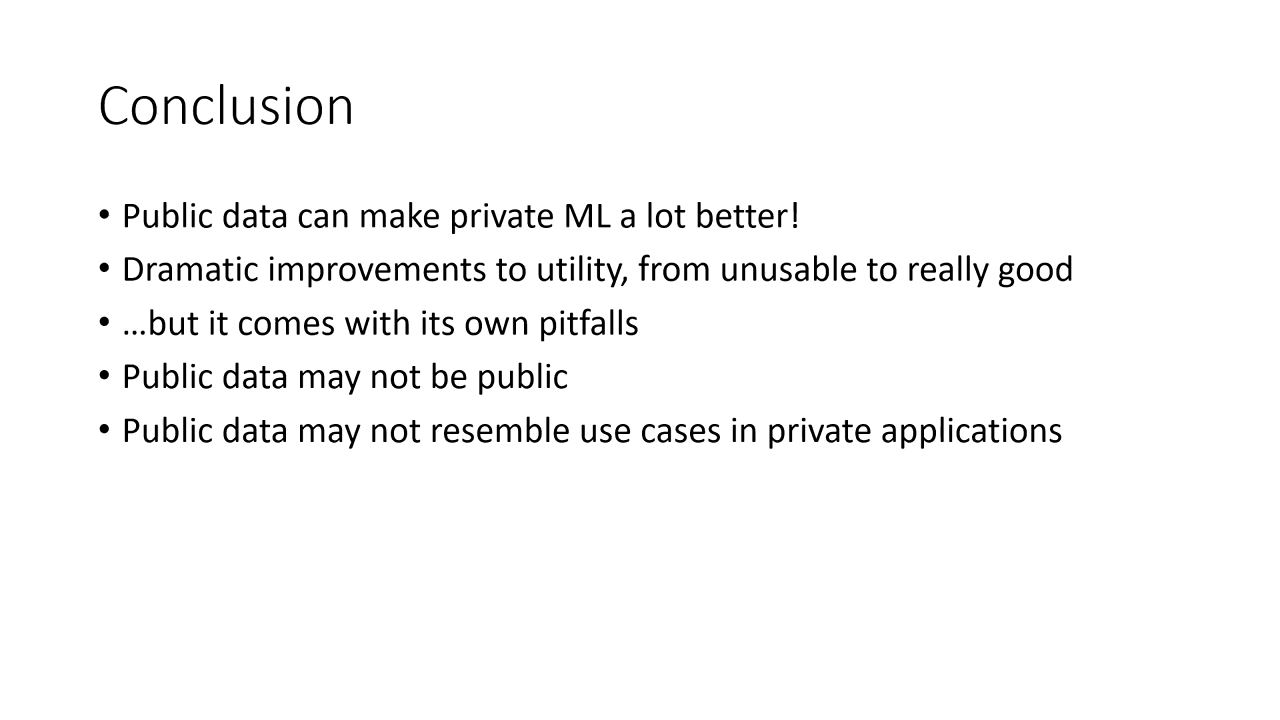 Conclusion
• Public data can make private ML a lot better!
• Dramatic improvements to utility, from unusable to really good
• …but it comes with its own pitfalls
• Public data may not be public
• Public data may not resemble use cases in private applications